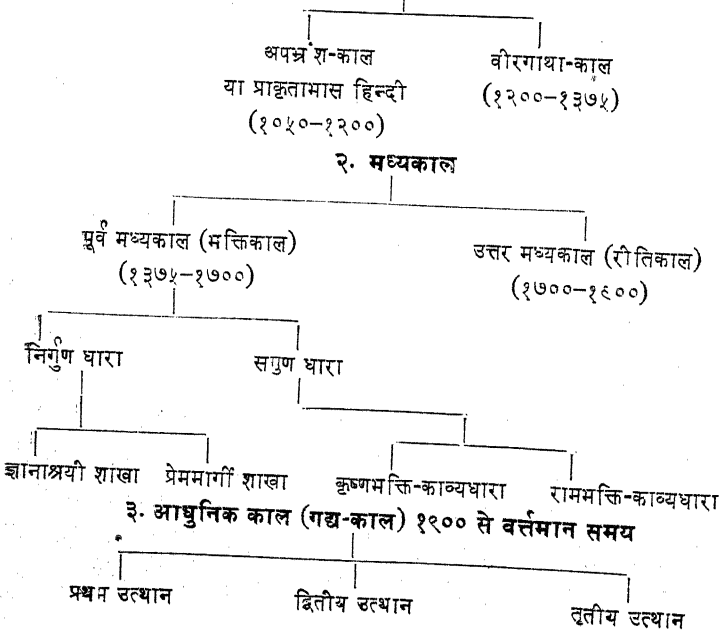 अपभ्रंश-काल
या प्राकृताभास हिन्दी
(१०५०-१२००)
वीरगाथा-काल
(१२००-१३७५)
२. मध्यकाल
पूर्व मध्यकाल (भक्तिकाल)
(१३७५-१७००)
उत्तर मध्यकाल (रीतिकाल)
(१७००-१९००)
निर्गुण धारा
सगुण धारा
ज्ञानाश्रयी शाखा
प्रेममार्गी शाखा
कृष्णभक्ति-काव्यधारा
रामभक्ति-काव्यधारा
३. आधुनिक काल (गद्य-काल) १९०० से वर्त्तमान समय
प्रथम उत्थान
द्वितीय उत्थान
तृतीय उत्थान